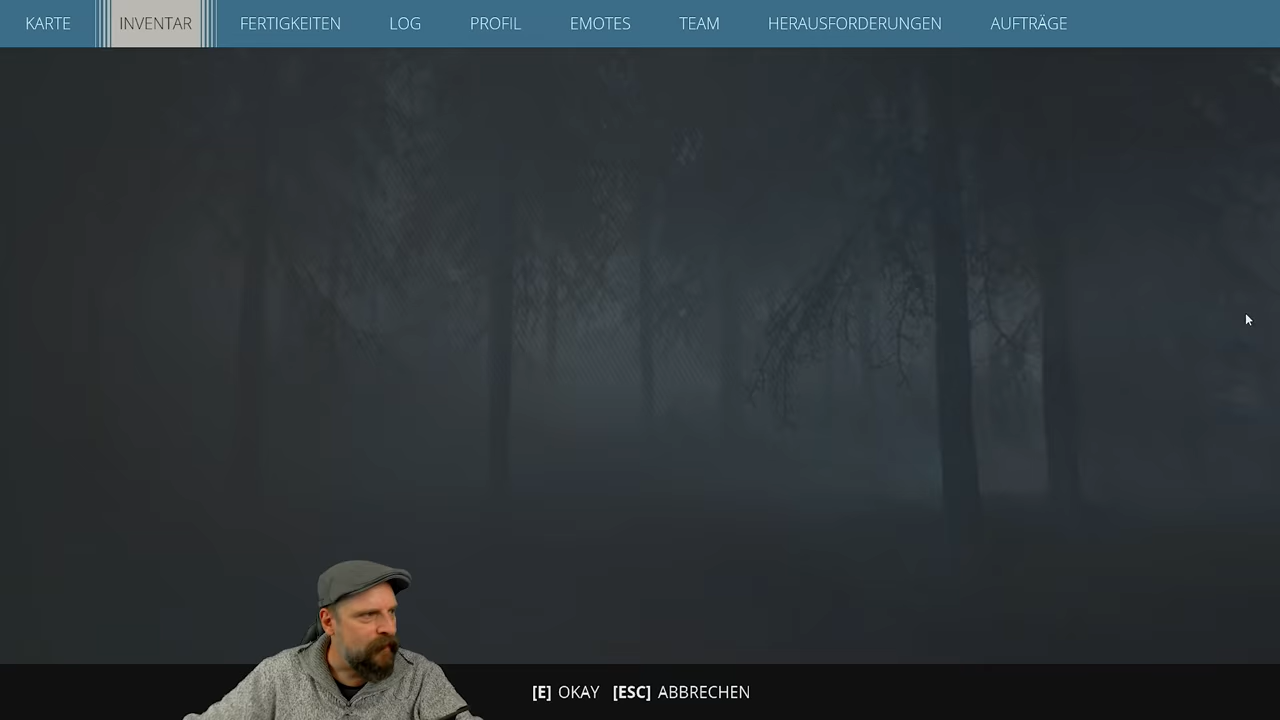 KARTE INVENTAR FERTIGKEITEN LOG PROFIL EMOTES TEAM HERAUSFORDERUNGEN AUFTRÄGE
[E] OKAY [ESC] ABBRECHEN